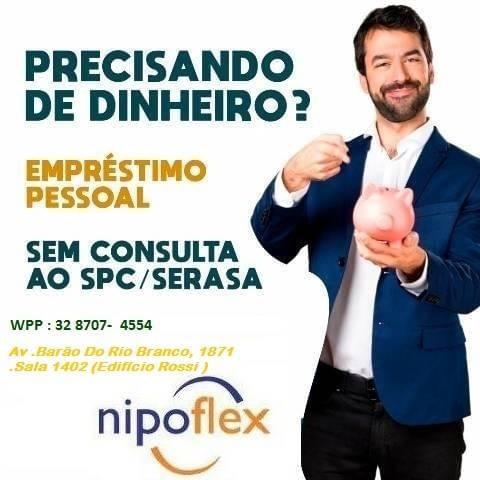 PRECISANDO
DE DINHEIRO?
EMPRÉSTIMO
PESSOAL
SEM CONSULTA
AO SPC/SERASA
WPP : 32 8707- 4554
Av .Barão Do Rio Branco, 1871
.Sala 1402 (Edifício Rossi )
nipoflex